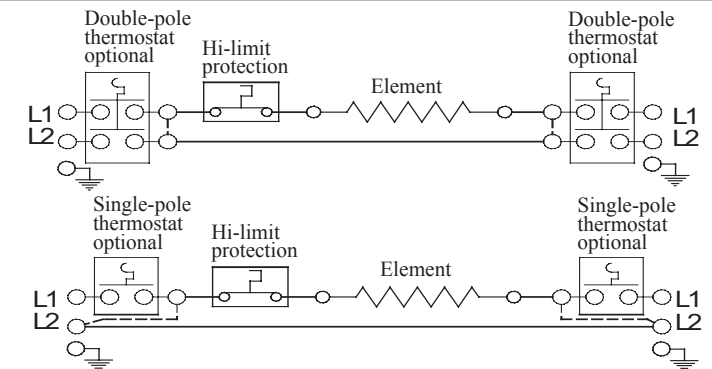 Double-pole
thermostat
optional
Hi-limit
protection
Element
Double-pole
thermostat
optional
L1
L2
L1
L2
Single-pole
thermostat
optional
Hi-limit
protection
Element
Single-pole
thermostat
optional
L1
L2
L1
L2